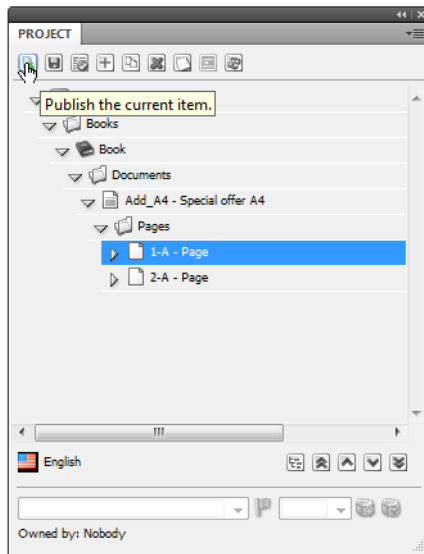 PROJECT
Publish the current item.
Books
Book
Documents
Add_A4 - Special offer A4
Pages
1-A - Page
2-A - Page
English
Owned by: Nobody